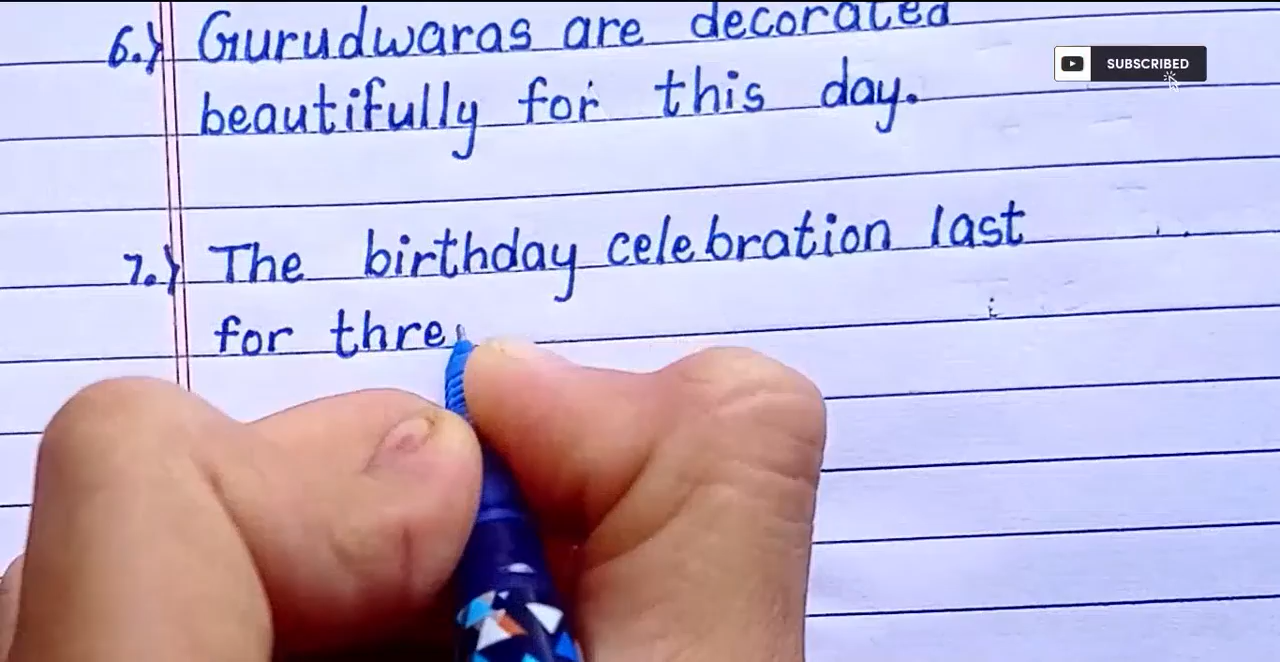 6.) Gurudwaras are decorated
SUBSCRIBED
beautifully for this day.
7.) The birthday celebration last
for thre